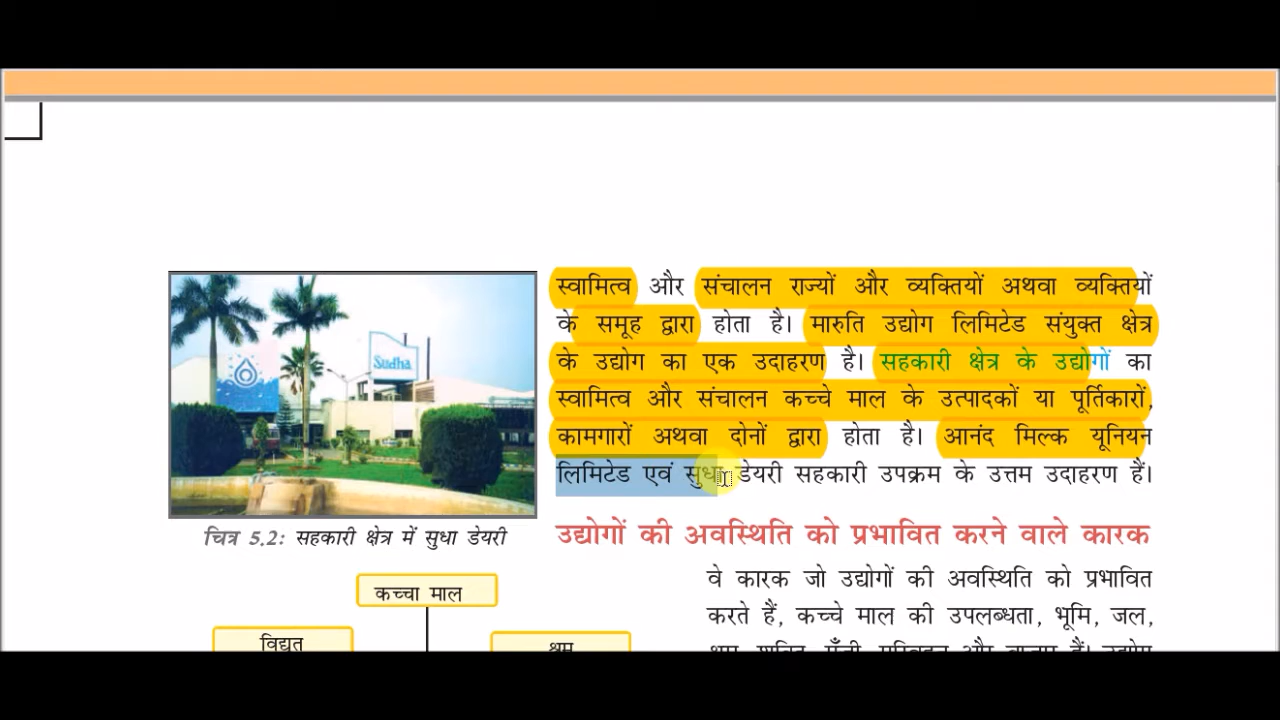 स्वामित्व और संचालन राज्यों और व्यक्तियों अथवा व्यक्तियों
के समूह द्वारा होता है। मारुति उद्योग लिमिटेड संयुक्त क्षेत्र
के उद्योग का एक उदाहरण है। सहकारी क्षेत्र के उद्योगों का
स्वामित्व और संचालन कच्चे माल के उत्पादकों या पूर्तिकारों,
कामगारों अथवा दोनों द्वारा होता है। आनंद मिल्क यूनियन
लिमिटेड एवं सुधा डेयरी सहकारी उपक्रम के उत्तम उदाहरण हैं।
Sudha
चित्र 5.2: सहकारी क्षेत्र में सुधा डेयरी
उद्योगों की अवस्थिति को प्रभावित करने वाले कारक
वे कारक जो उद्योगों की अवस्थिति को प्रभावित
करते हैं, कच्चे माल की उपलब्धता, भूमि, जल,
कच्चा माल
विद्युत
श्रम